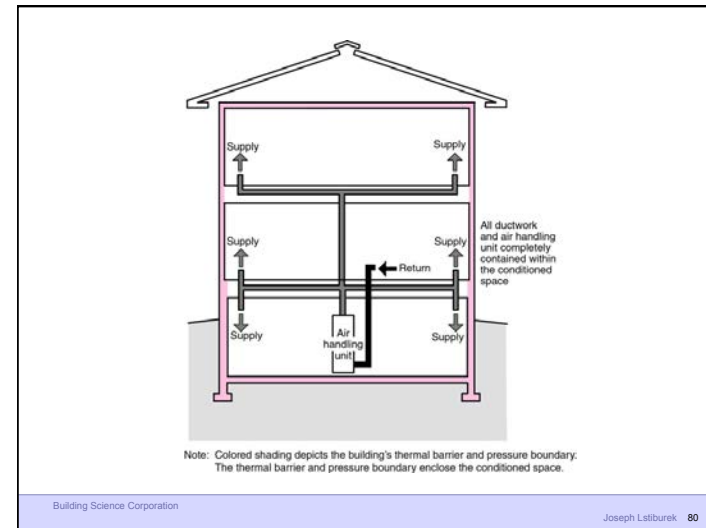 Supply
Supply
Supply
Supply
Return
All ductwork
and air handling
unit completely
contained within
the conditioned
space
Supply
Air
handling
unit
Supply
Note: Colored shading depicts the building's thermal barrier and pressure boundary.
The thermal barrier and pressure boundary enclose the conditioned space.
Building Science Corporation
Joseph Lstiburek 80